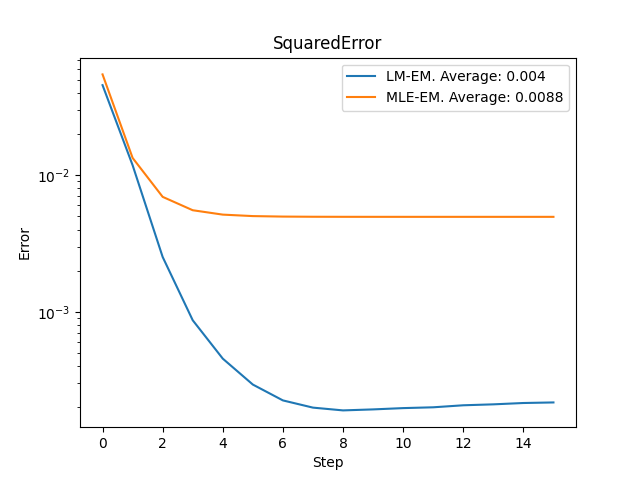 SquaredError
LM-EM. Average: 0.004
MLE-EM. Average: 0.0088
10⁻²
10⁻³
Error
0 2 4 6 8 10 12 14
Step